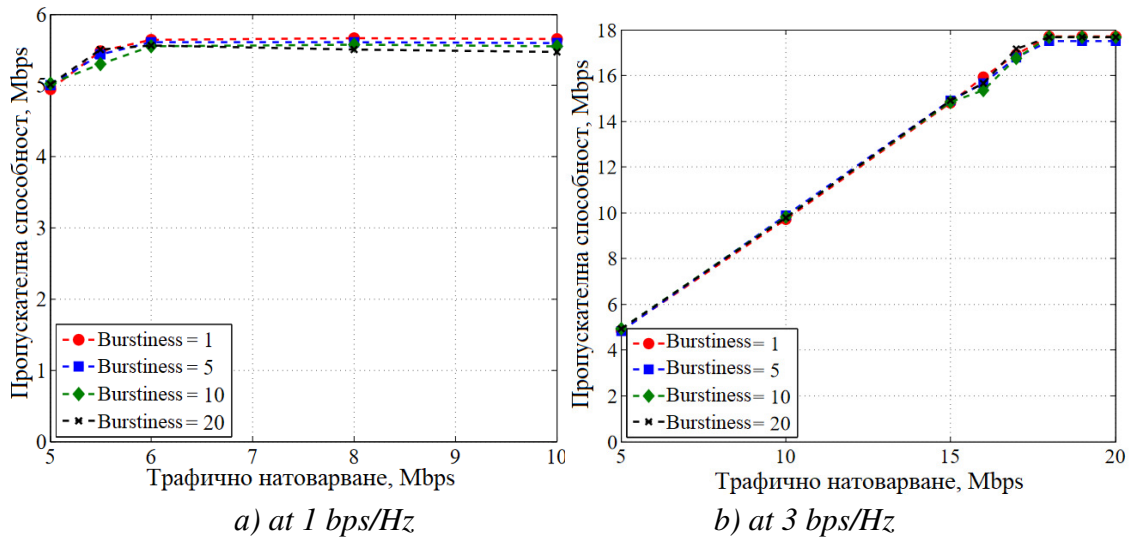 6
5
4
3
2
1
0
Пропускателна способност, Mbps
Burstiness = 1
Burstiness = 5
Burstiness = 10
Burstiness = 20
5 6 7 8 9 10
Трафично натоварване, Mbps
a) at 1 bps/Hz
18
16
14
12
10
8
6
4
2
0
Пропускателна способност, Mbps
Burstiness = 1
Burstiness = 5
Burstiness = 10
Burstiness = 20
5 10 15 20
Трафично натоварване, Mbps
b) at 3 bps/Hz